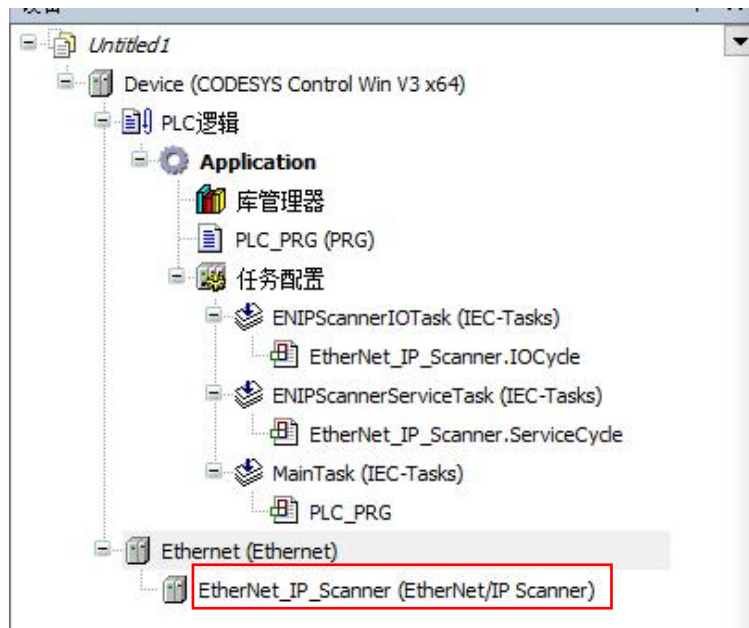 Untitled1
Device (CODESYS Control Win V3 x64)
PLC逻辑
Application
库管理器
PLC_PRG (PRG)
任务配置
ENIPScannerIOTask (IEC-Tasks)
EtherNet_IP_Scanner.IOCycle
ENIPScannerServiceTask (IEC-Tasks)
EtherNet_IP_Scanner.ServiceCycle
MainTask (IEC-Tasks)
PLC_PRG
Ethernet (Ethernet)
EtherNet_IP_Scanner (EtherNet/IP Scanner)